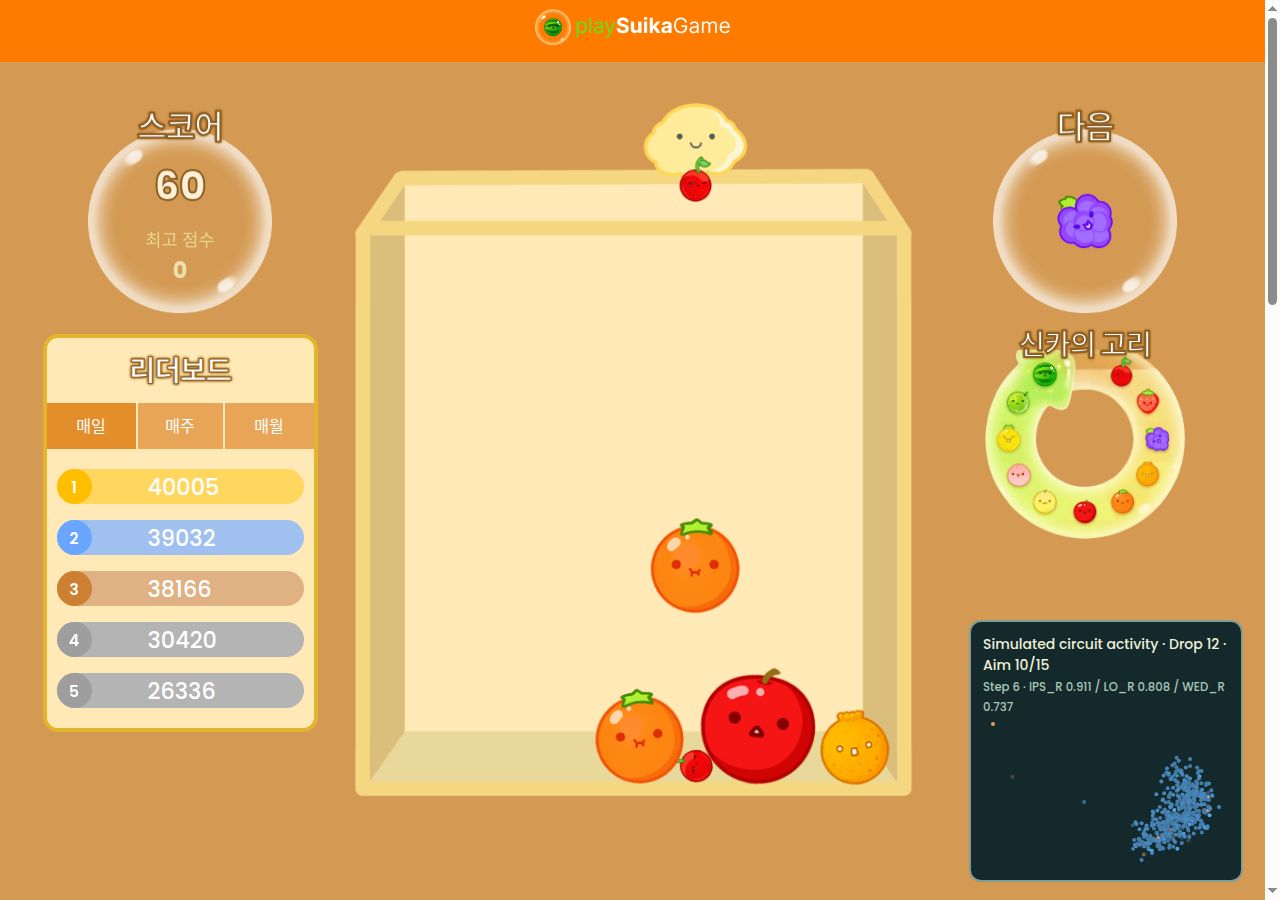 playSuikaGame
스코어
60
최고 점수
0
다음
신카의 고리
리더보드
매일 매주 매월
1 40005
2 39032
3 38166
4 30420
5 26336
Simulated circuit activity · Drop 12 ·
Aim 10/15
Step 6 · IPS_R 0.911 / LO_R 0.808 / WED_R
0.737